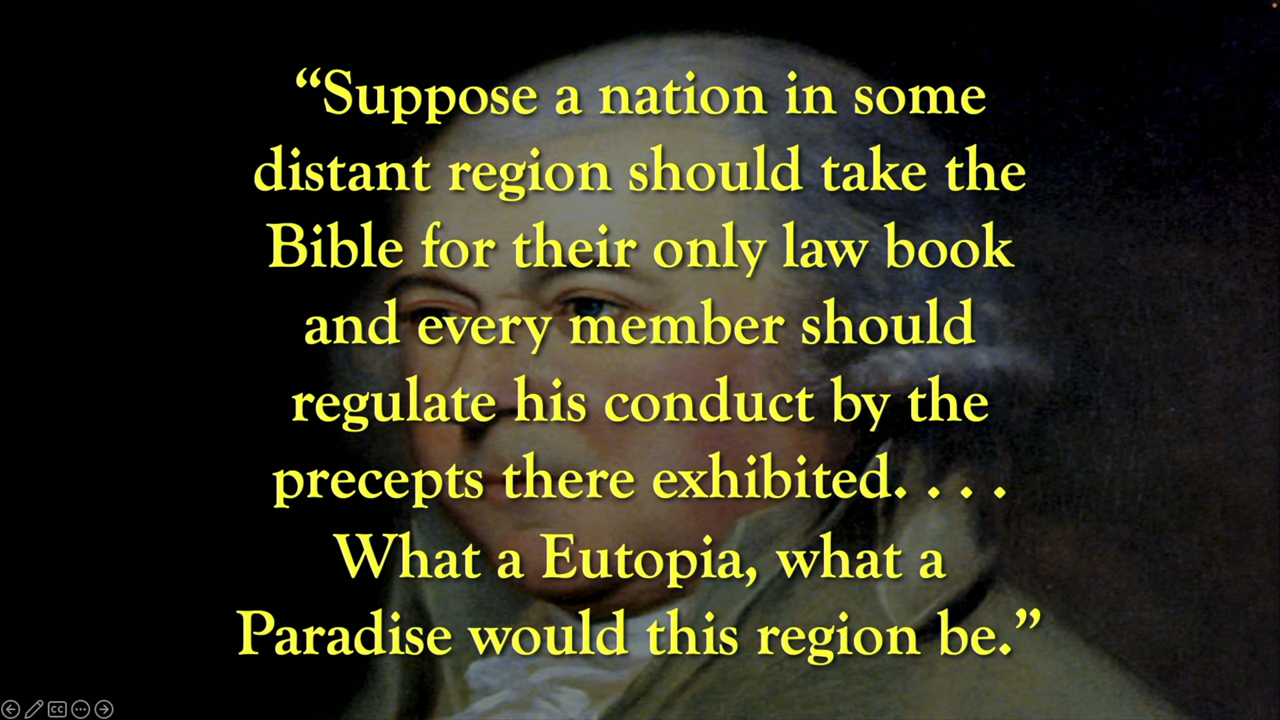 “Suppose a nation in some
distant region should take the
Bible for their only law book
and every member should
regulate his conduct by the
precepts there exhibited. . . .
What a Eutopia, what a
Paradise would this region be.”
CC